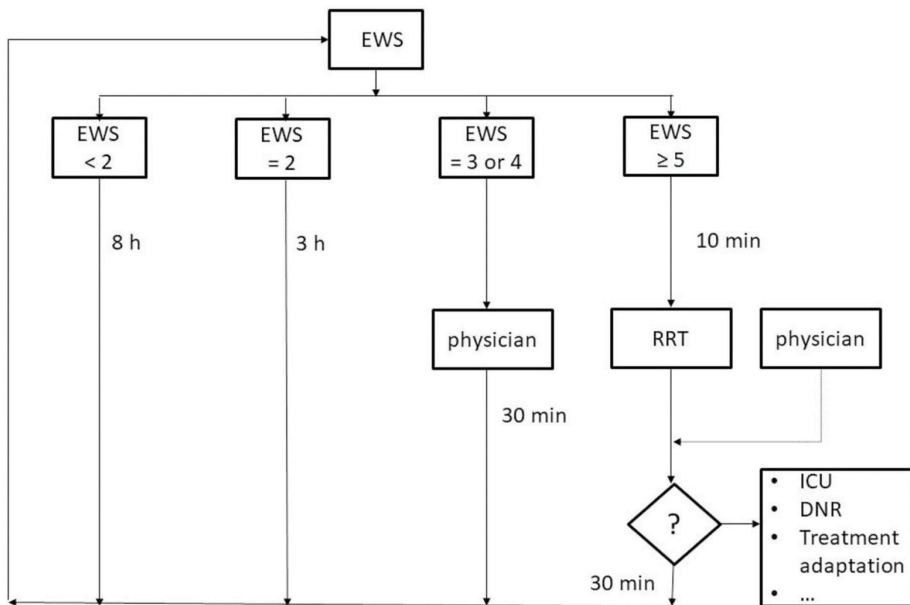 EWS
EWS
< 2
EWS
= 2
EWS
= 3 or 4
EWS
≥ 5
8 h
3 h
10 min
physician
RRT
physician
30 min
?
• ICU
• DNR
• Treatment
adaptation
• ...
30 min